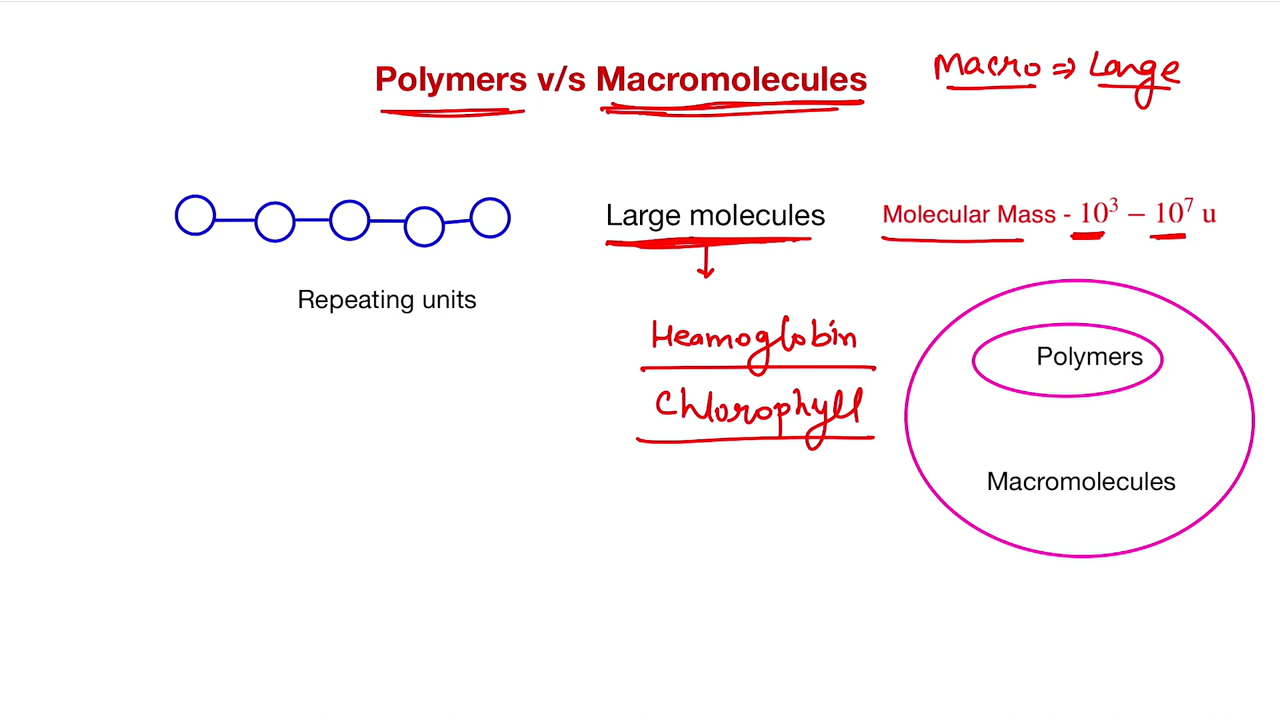 Polymers v/s Macromolecules
Macro ⇒ Large
Large molecules
Molecular Mass - 10³ – 10⁷ u
Repeating units
Heamoglobin
Chlorophyll
Polymers
Macromolecules